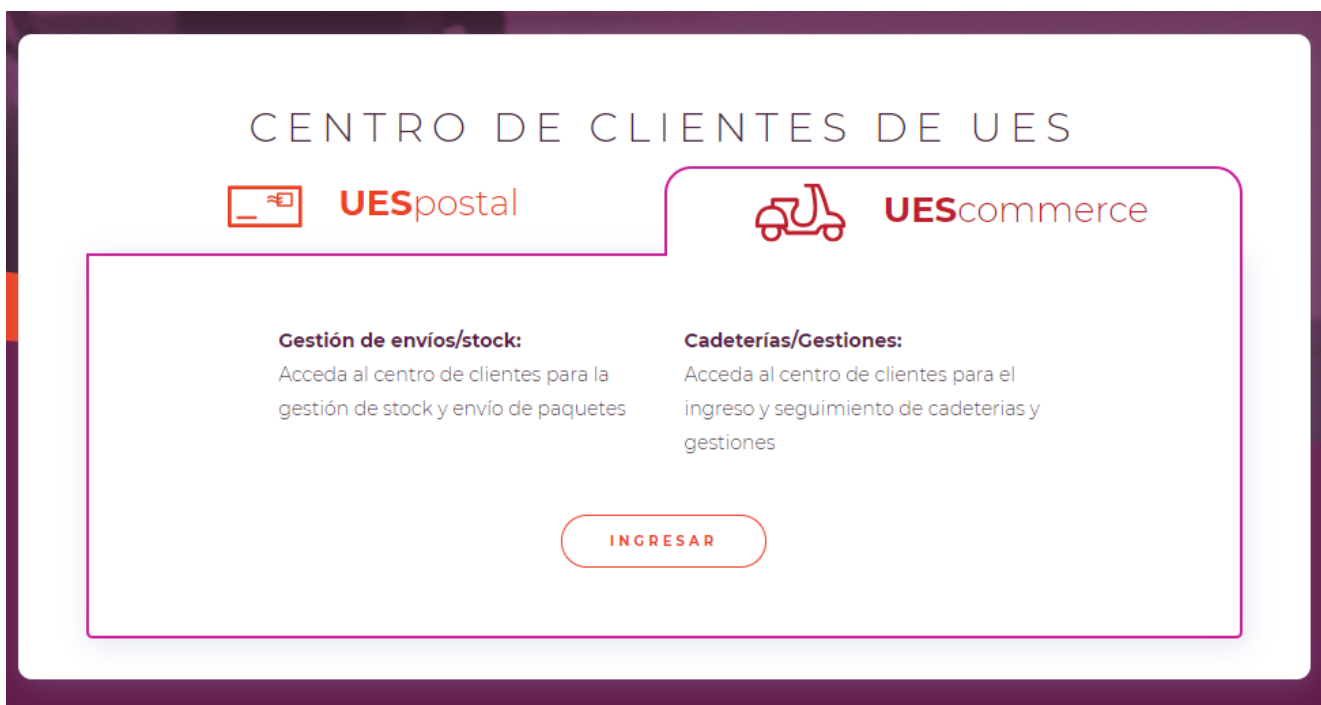 CENTRO DE CLIENTES DE UES
UESpostal
UEScommerce
Gestión de envíos/stock:
Acceda al centro de clientes para la
gestión de stock y envío de paquetes
Cadeterías/Gestiones:
Acceda al centro de clientes para el
ingreso y seguimiento de cadeterias y
gestiones
INGRESAR